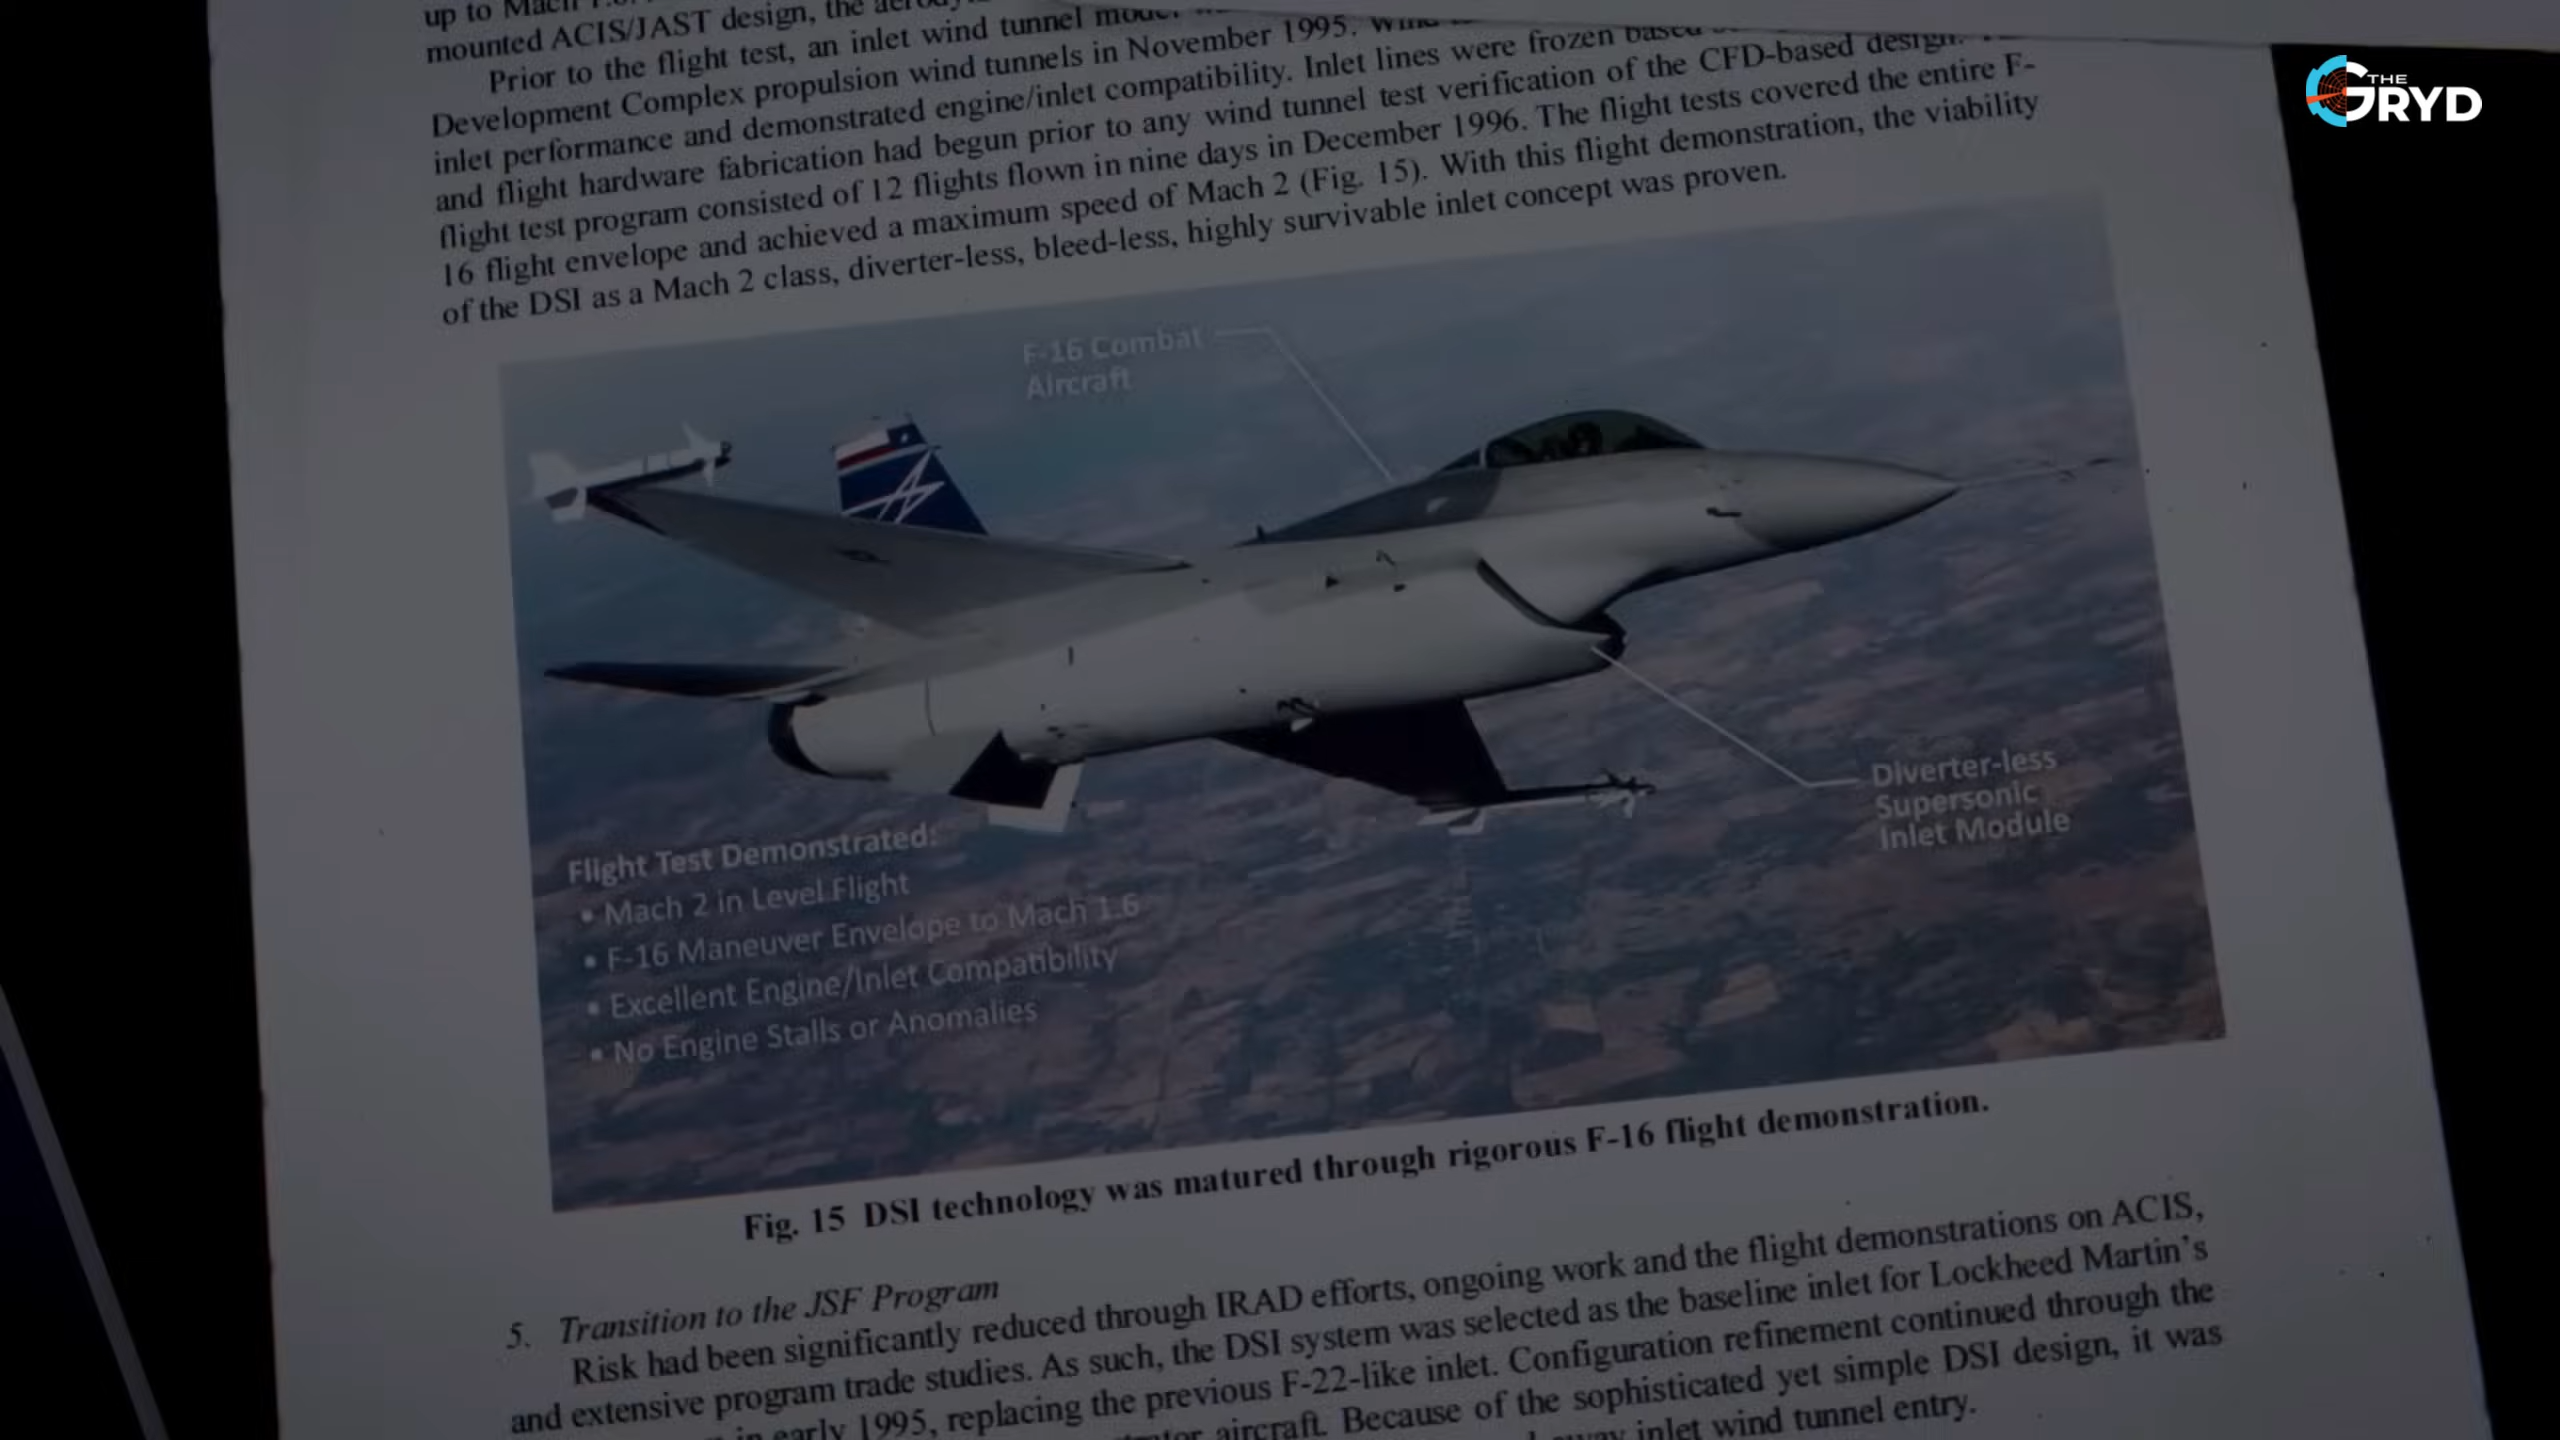 up to Mach
mounted ACIS/JAST design, the
Prior to the flight test, an inlet wind tunnel model
Development Complex propulsion wind tunnels in November 1995.
inlet performance and demonstrated engine/inlet compatibility. Inlet lines were frozen based
and flight hardware fabrication had begun prior to any wind tunnel test verification of the CFD-based design.
flight test program consisted of 12 flights flown in nine days in December 1996. The flight tests covered the entire F-
16 flight envelope and achieved a maximum speed of Mach 2 (Fig. 15). With this flight demonstration, the viability
of the DSI as a Mach 2 class, diverter-less, bleed-less, highly survivable inlet concept was proven.
THE
GRYD
F-16 Combat
Aircraft
Diverter-less
Supersonic
Inlet Module
Flight Test Demonstrated:
• Mach 2 in Level Flight
• F-16 Maneuver Envelope to Mach 1.6
• Excellent Engine/Inlet Compatibility
• No Engine Stalls or Anomalies
Fig. 15 DSI technology was matured through rigorous F-16 flight demonstration.
5. Transition to the JSF Program
Risk had been significantly reduced through IRAD efforts, ongoing work and the flight demonstrations on ACIS,
and extensive program trade studies. As such, the DSI system was selected as the baseline inlet for Lockheed Martin's
in early 1995, replacing the previous F-22-like inlet. Configuration refinement continued through the
aircraft. Because of the sophisticated yet simple DSI design, it was
inlet wind tunnel entry.